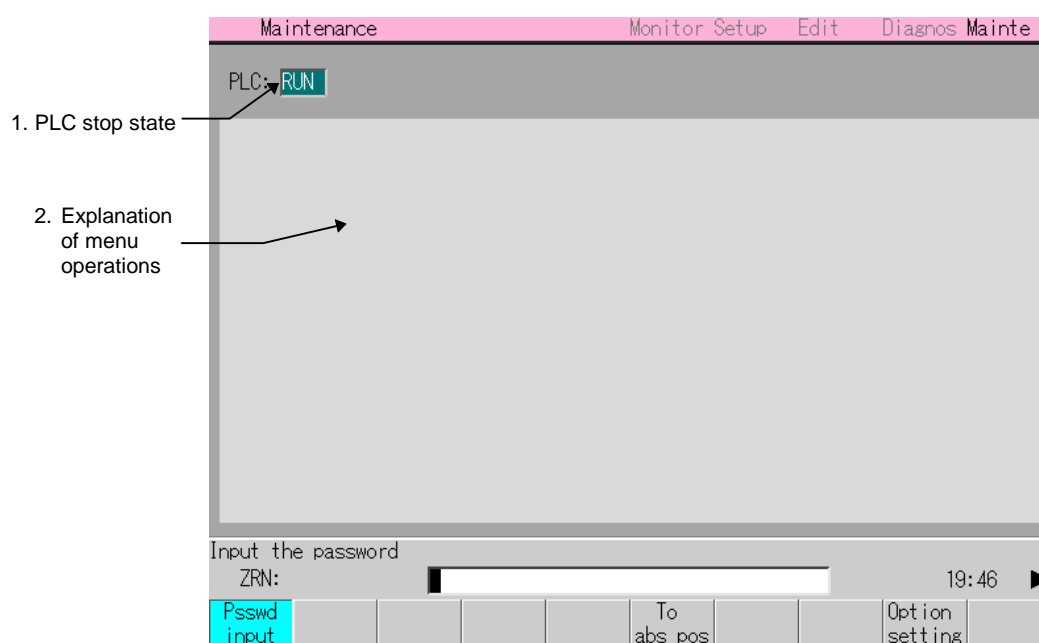 Maintenance Monitor Setup Edit Diagnos Mainte
PLC: RUN
1. PLC stop state
2. Explanation
of menu
operations
Input the password
ZRN: 19:46
Psswd
input
To
abs pos
Option
setting